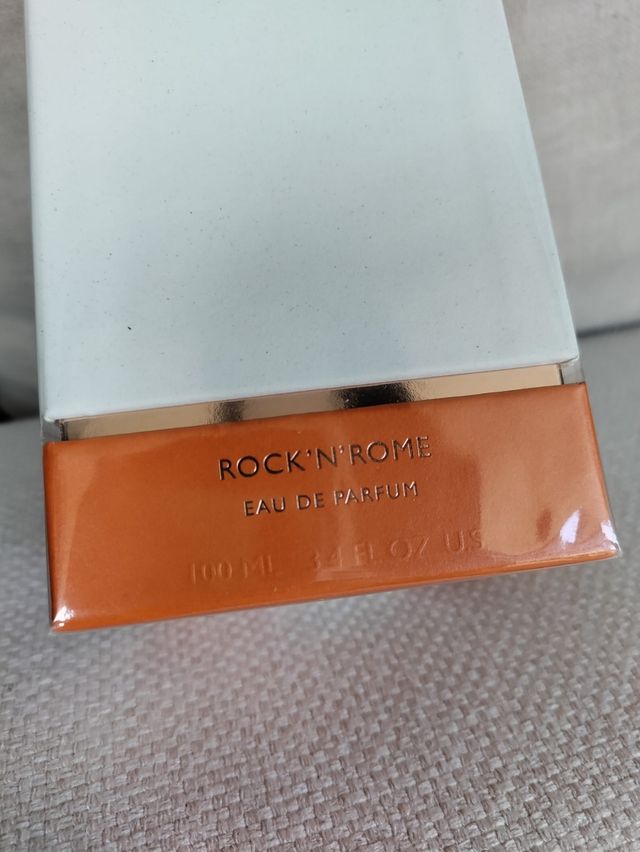 ROCK'N'ROME
EAU DE PARFUM
100 ML 3.4 FL OZ US